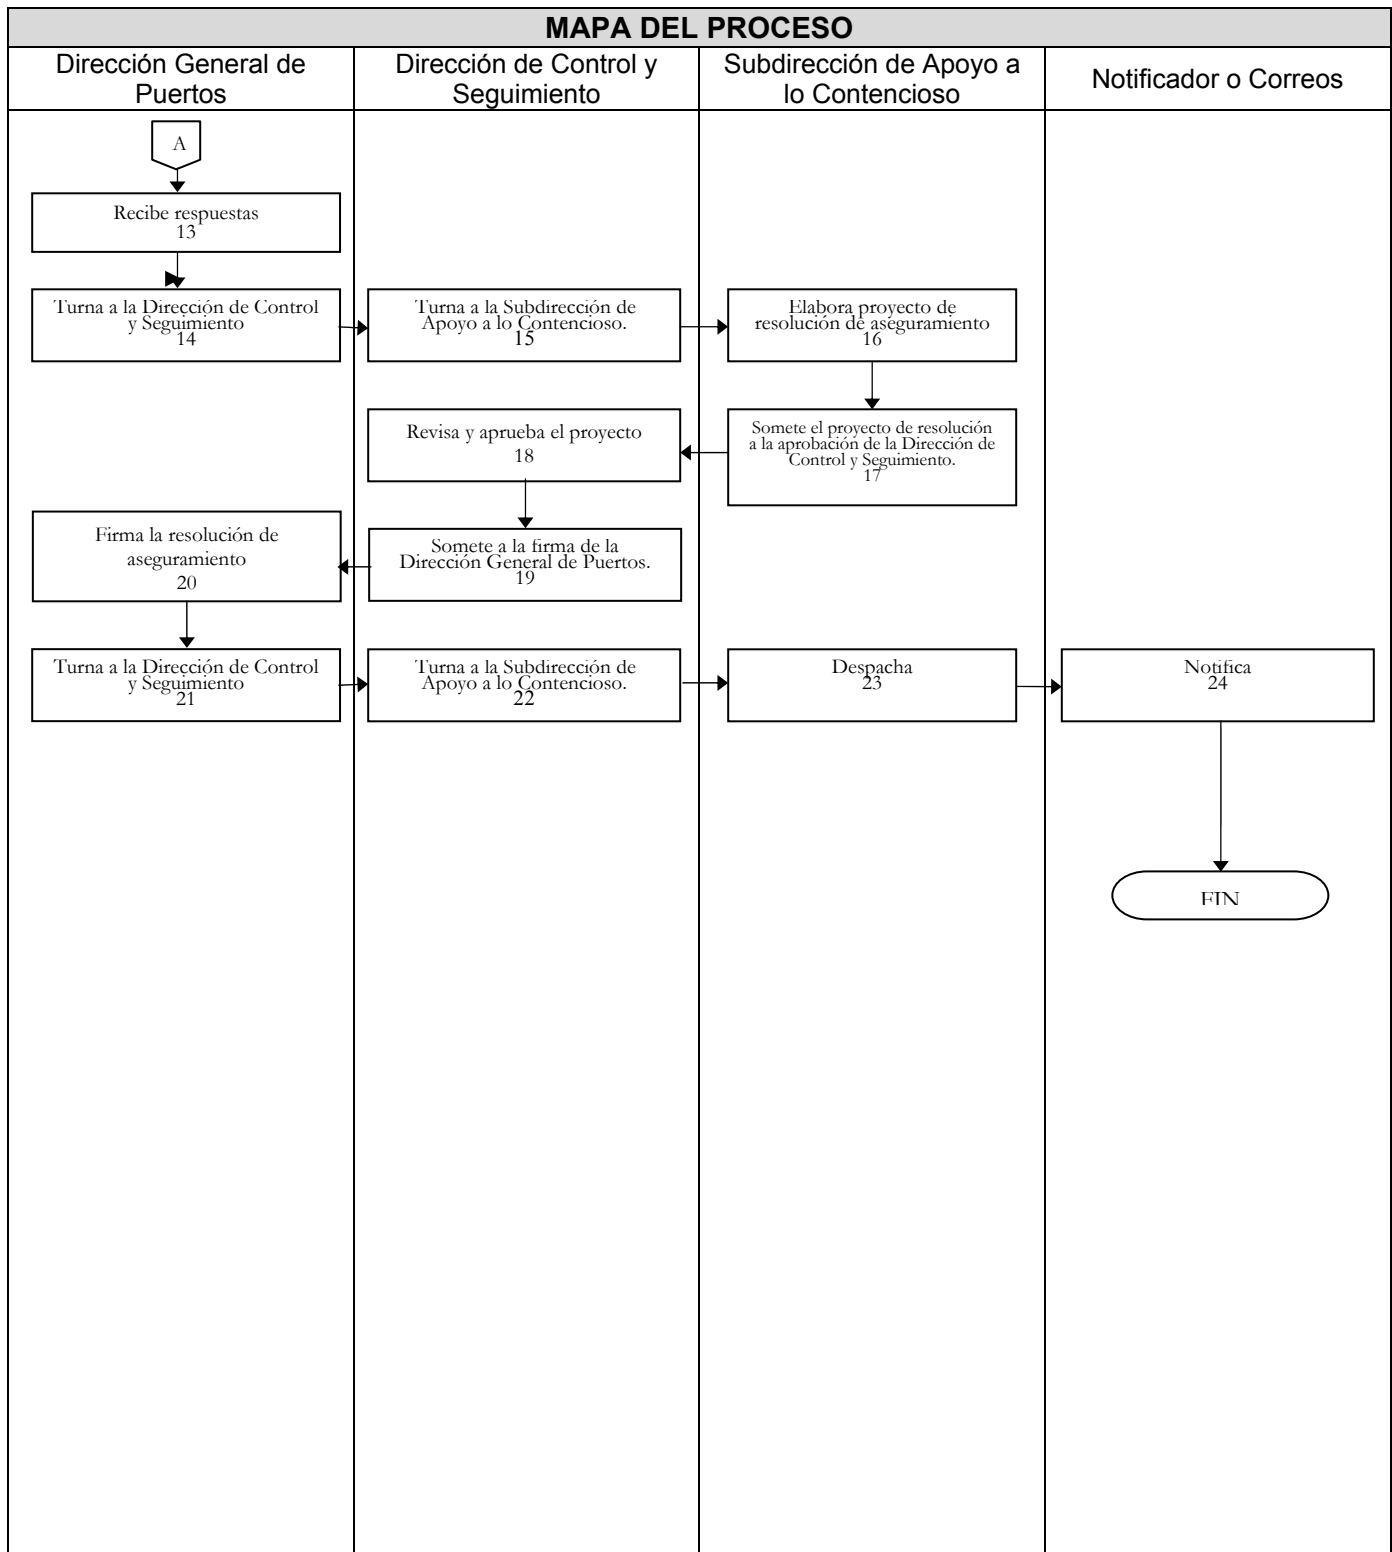 MAPA DEL PROCESO
Dirección General de
Puertos
Dirección de Control y
Seguimiento
Subdirección de Apoyo a
lo Contencioso
Notificador o Correos
A
Recibe respuestas
13
Turna a la Dirección de Control
y Seguimiento
14
Turna a la Subdirección de
Apoyo a lo Contencioso.
15
Elabora proyecto de
resolución de aseguramiento
16
Somete el proyecto de resolución
a la aprobación de la Dirección de
Control y Seguimiento.
17
Revisa y aprueba el proyecto
18
Somete a la firma de la
Dirección General de Puertos.
19
Firma la resolución de
aseguramiento
20
Turna a la Dirección de Control
y Seguimiento
21
Turna a la Subdirección de
Apoyo a lo Contencioso.
22
Despacha
23
Notifica
24
FIN